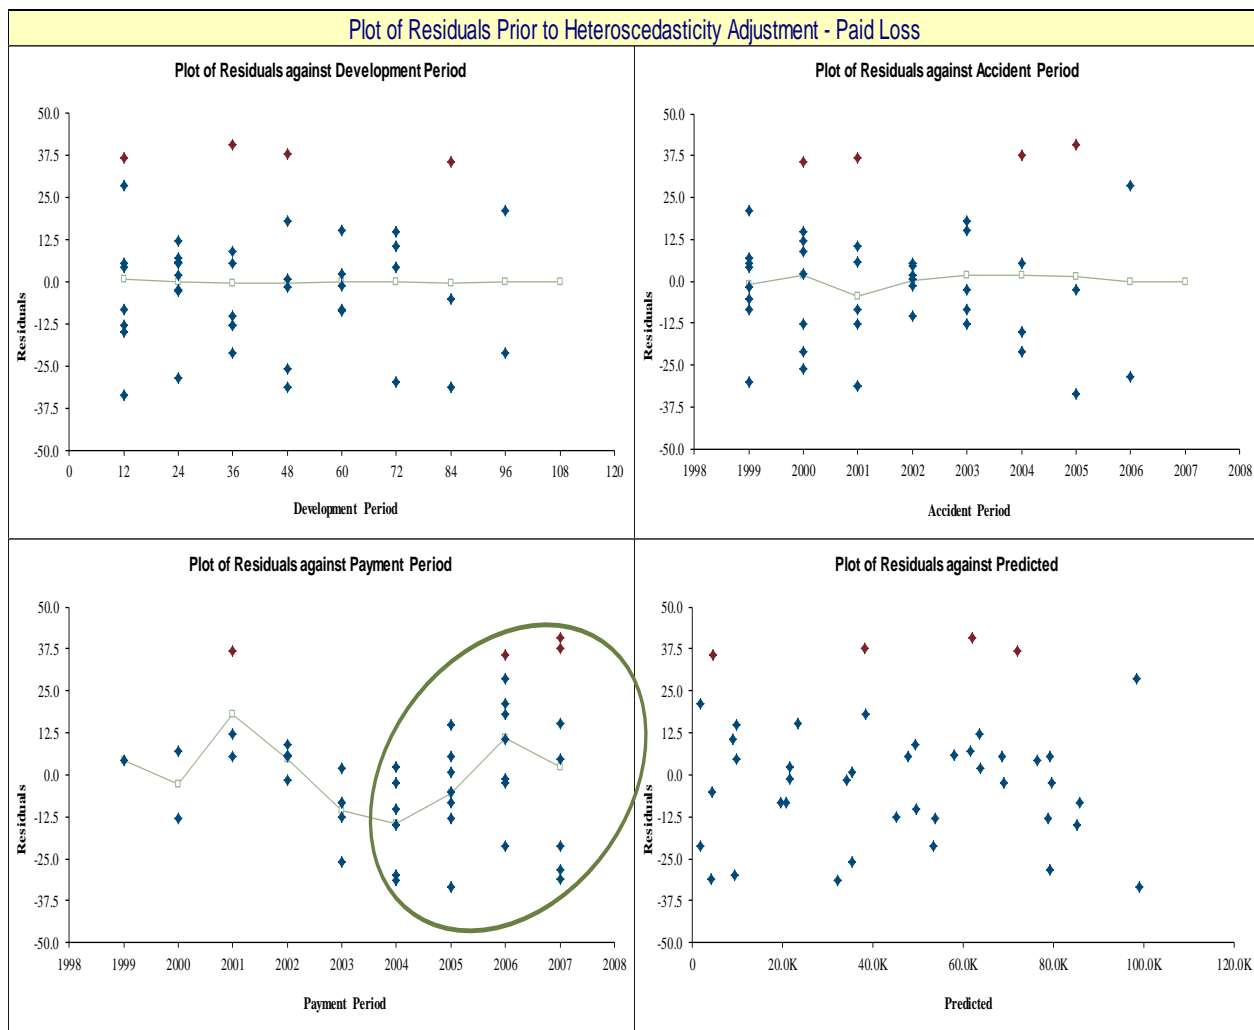 Plot of Residuals Prior to Heteroscedasticity Adjustment - Paid Loss
Plot of Residuals against Development Period
50.0
37.5
25.0
12.5
0.0
-12.5
-25.0
-37.5
-50.0
Residuals
0 12 24 36 48 60 72 84 96 108 120
Development Period
Plot of Residuals against Accident Period
50.0
37.5
25.0
12.5
0.0
-12.5
-25.0
-37.5
-50.0
Residuals
1998 1999 2000 2001 2002 2003 2004 2005 2006 2007 2008
Accident Period
Plot of Residuals against Payment Period
50.0
37.5
25.0
12.5
0.0
-12.5
-25.0
-37.5
-50.0
Residuals
1998 1999 2000 2001 2002 2003 2004 2005 2006 2007 2008
Payment Period
Plot of Residuals against Predicted
50.0
37.5
25.0
12.5
0.0
-12.5
-25.0
-37.5
-50.0
Residuals
0 20.0K 40.0K 60.0K 80.0K 100.0K 120.0K
Predicted